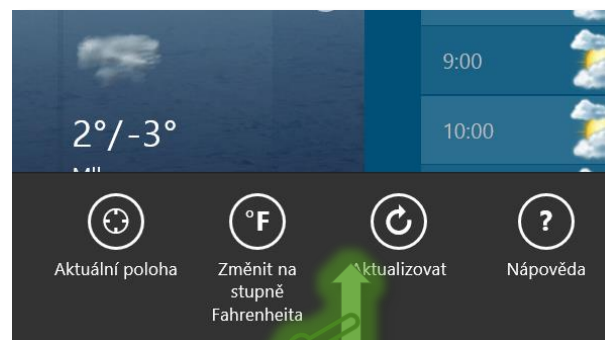 9:00
2°/-3°
10:00
°F
?
Aktuální poloha
Změnit na
stupně
Fahrenheita
Aktualizovat
Nápověda